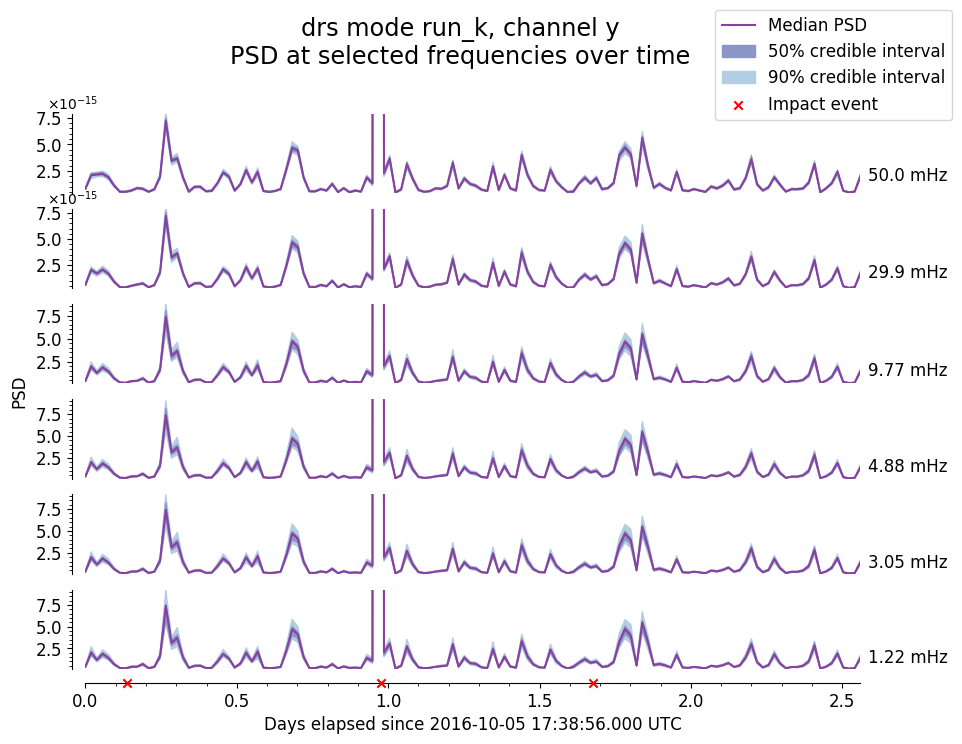 drs mode run_k, channel y
PSD at selected frequencies over time
Median PSD
50% credible interval
90% credible interval
Impact event
×10⁻¹⁵
7.5
5.0
2.5
50.0 mHz
×10⁻¹⁵
7.5
5.0
2.5
29.9 mHz
7.5
5.0
2.5
9.77 mHz
PSD
7.5
5.0
2.5
4.88 mHz
7.5
5.0
2.5
3.05 mHz
7.5
5.0
2.5
1.22 mHz
0.0 0.5 1.0 1.5 2.0 2.5
Days elapsed since 2016-10-05 17:38:56.000 UTC